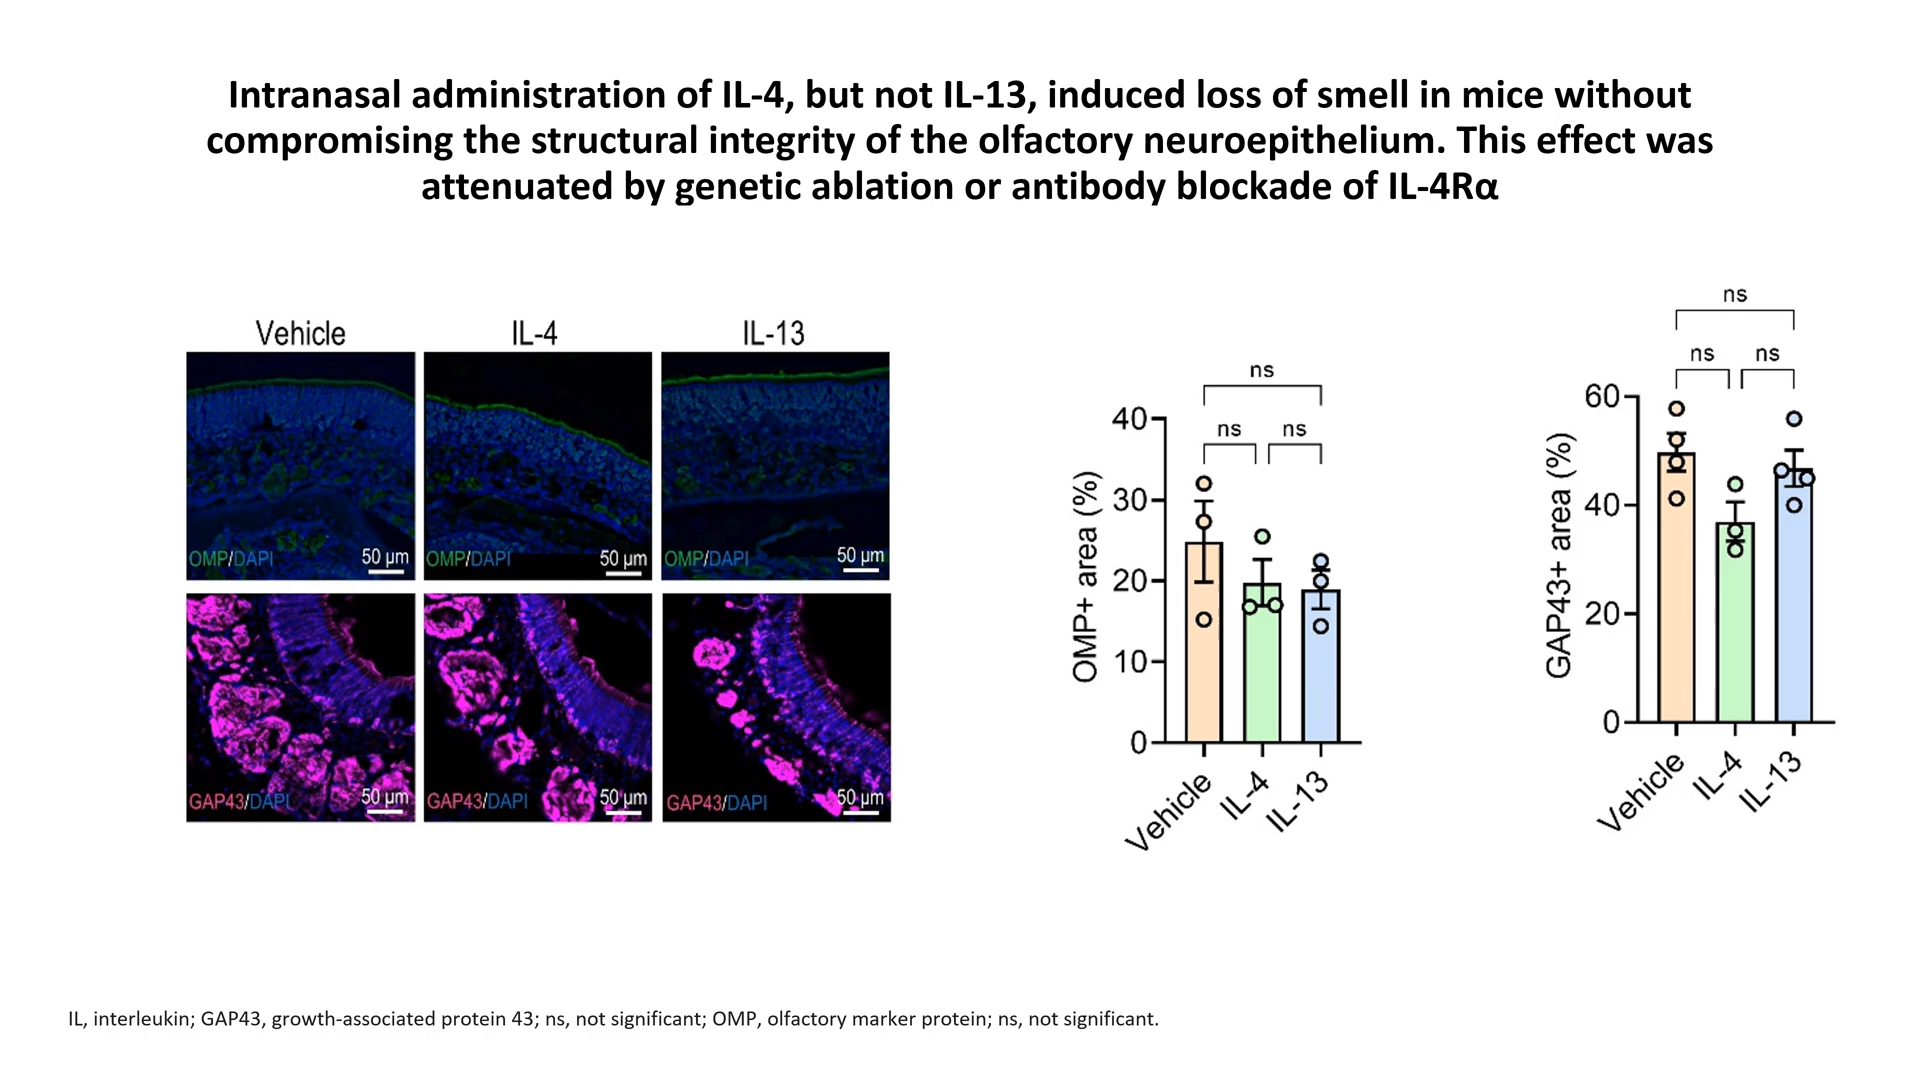 Intranasal administration of IL-4, but not IL-13, induced loss of smell in mice without
compromising the structural integrity of the olfactory neuroepithelium. This effect was
attenuated by genetic ablation or antibody blockade of IL-4Rα
Vehicle
IL-4
IL-13
OMP/DAPI
50 µm
OMP/DAPI
50 µm
OMP/DAPI
50 µm
GAP43/DAPI
50 µm
GAP43/DAPI
50 µm
GAP43/DAPI
50 µm
OMP+ area (%)
ns
ns
ns
40
30
20
10
0
Vehicle
IL-4
IL-13
GAP43+ area (%)
ns
ns
ns
60
40
20
0
Vehicle
IL-4
IL-13
IL, interleukin; GAP43, growth-associated protein 43; ns, not significant; OMP, olfactory marker protein; ns, not significant.